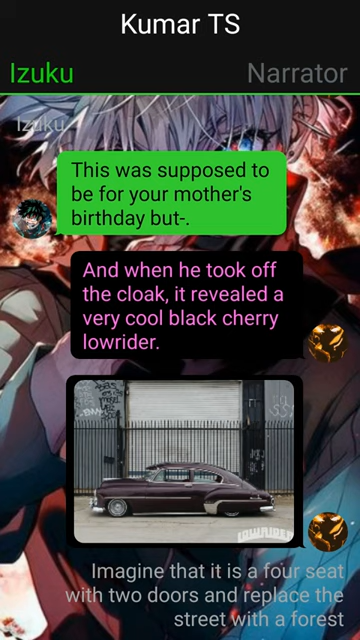 Kumar TS
Izuku
Narrator
Izuku
This was supposed to
be for your mother's
birthday but-.
And when he took off
the cloak, it revealed a
very cool black cherry
lowrider.
LOWRIDER
Imagine that it is a four seat
with two doors and replace the
street with a forest